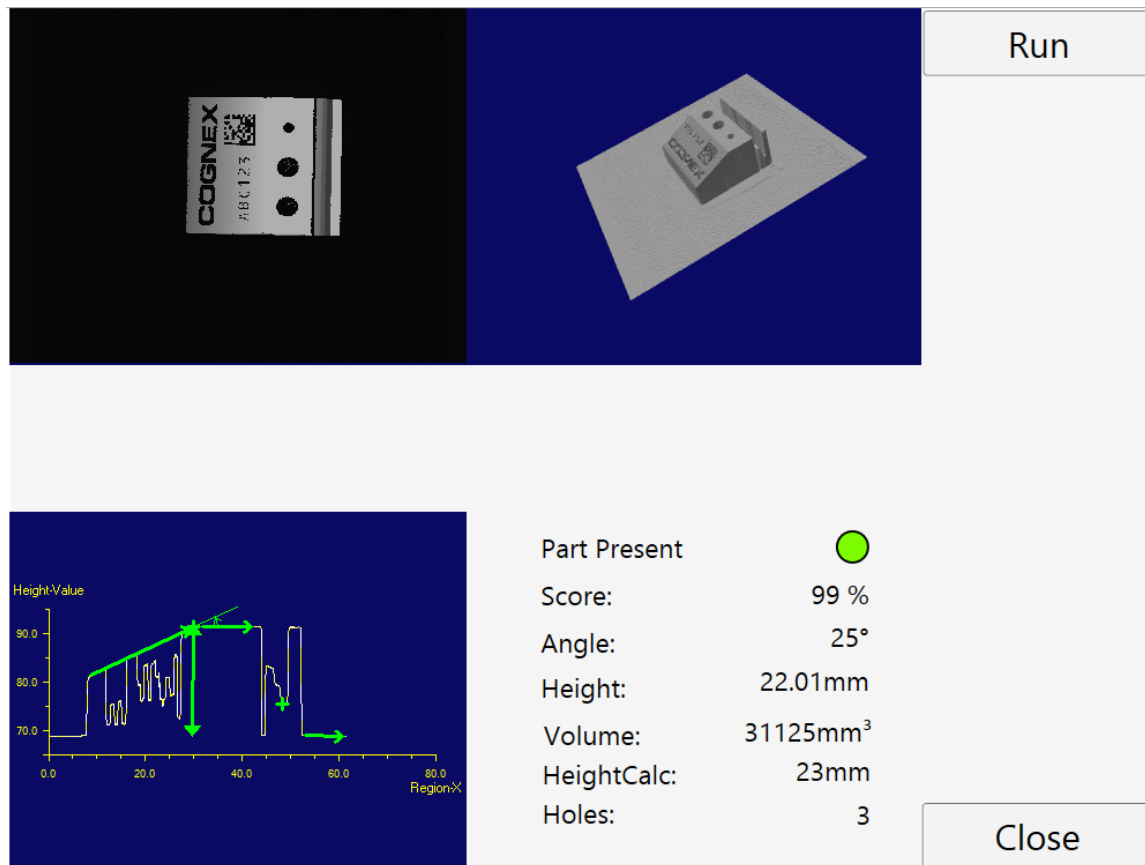 Run
COGNEX
ABC123
COGNEX
Height-Value
90.0
80.0
70.0
0.0 20.0 40.0 60.0 80.0
Region-X
Part Present
Score: 99 %
Angle: 25°
Height: 22.01mm
Volume: 31125mm³
HeightCalc: 23mm
Holes: 3
Close